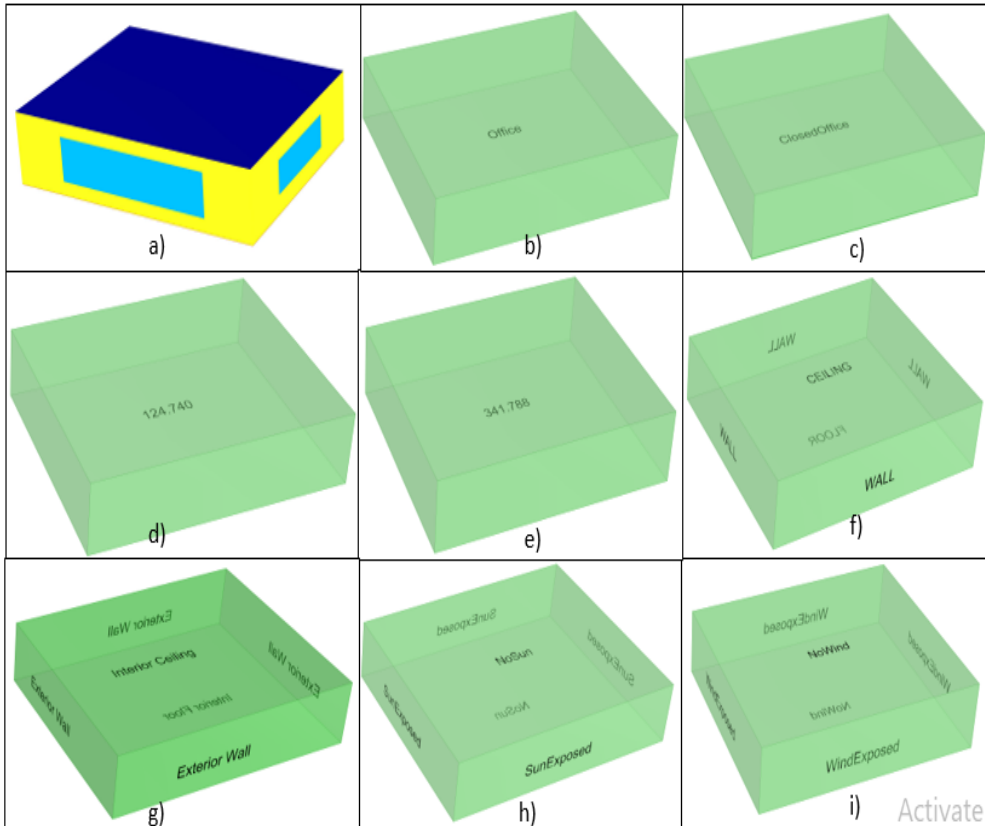 a)
Office
b)
ClosedOffice
c)
124.740
d)
341.788
e)
WALL
CEILING
WALL
WALL
FLOOR
WALL
f)
Exterior Wall
Interior Ceiling
Exterior Wall
Exterior Wall
Interior Floor
Exterior Wall
g)
SunExposed
NoSun
SunExposed
SunExposed
NoSun
SunExposed
h)
WindExposed
NoWind
WindExposed
WindExposed
NoWind
WindExposed
i)
Activate